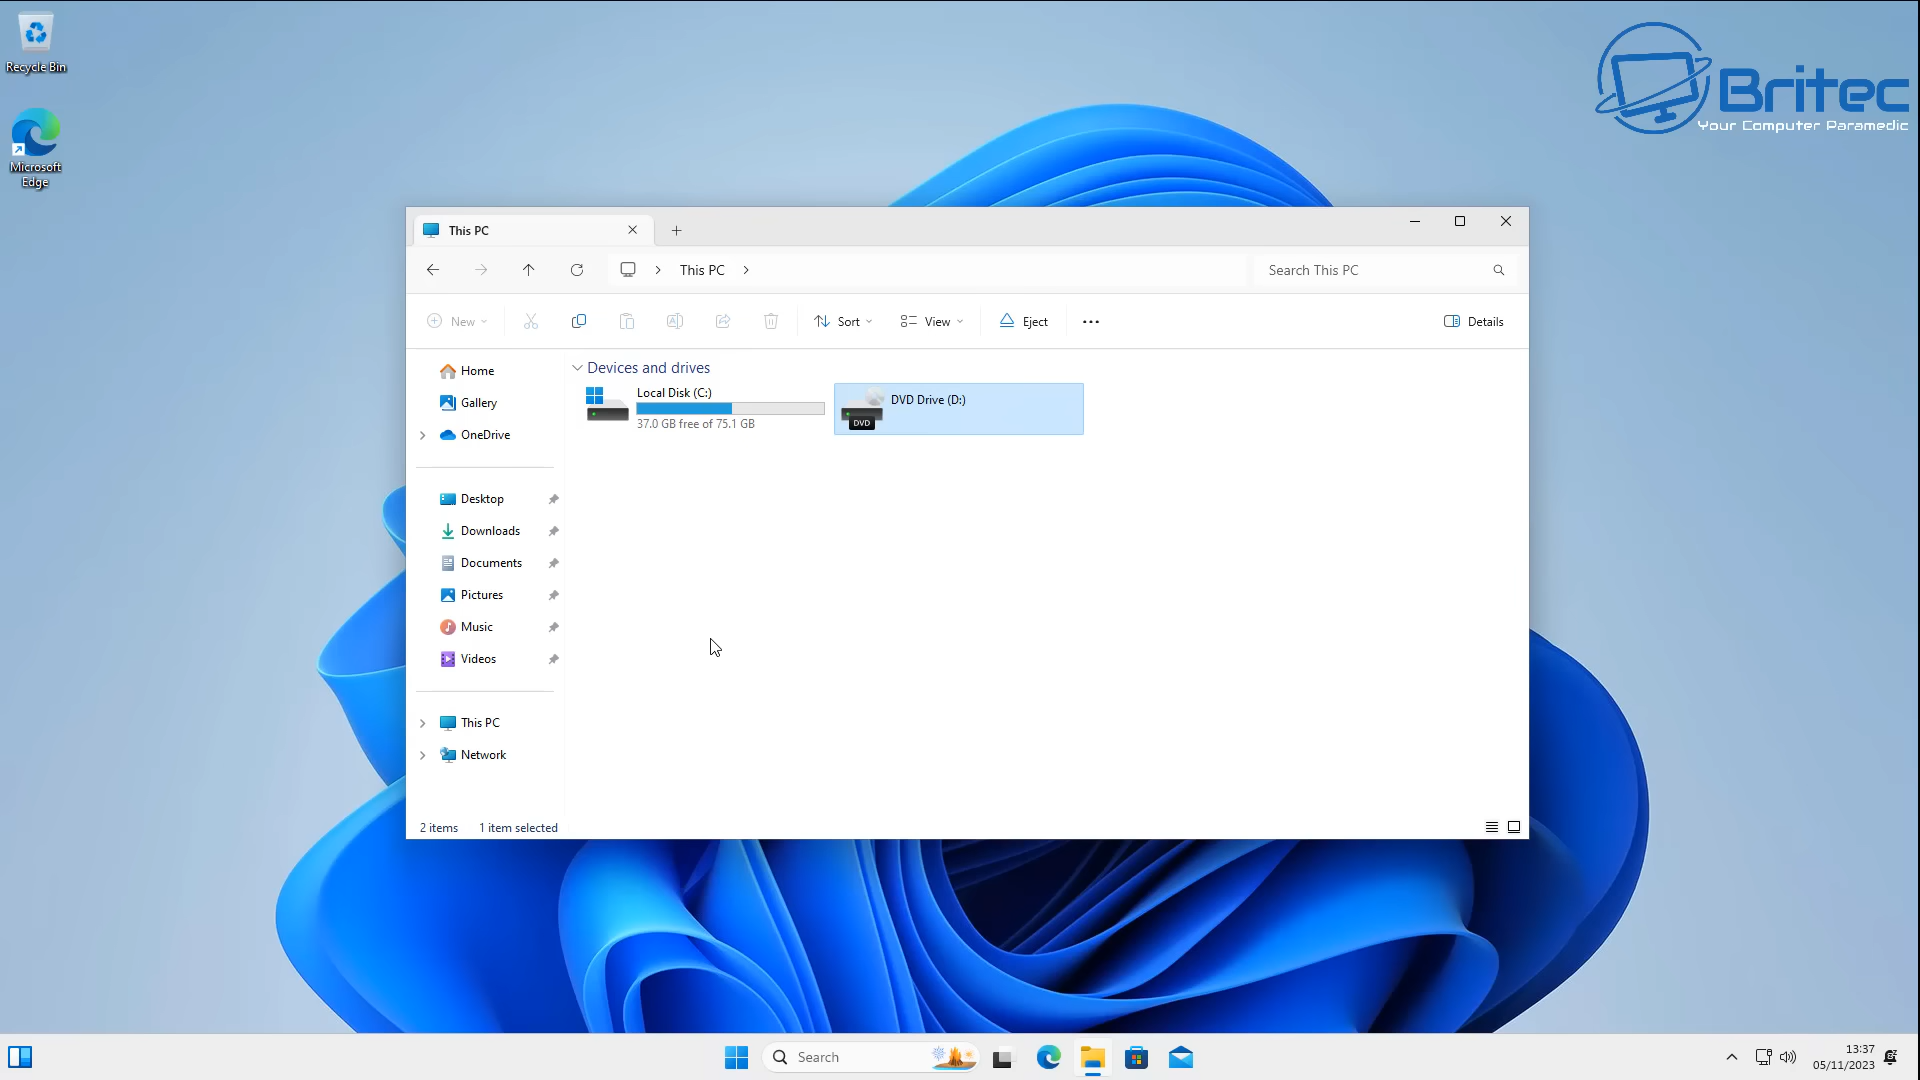 Recycle Bin
Microsoft
Edge
Britec
Your Computer Paramedic
This PC
This PC
Search This PC
New
Sort
View
Eject
Details
Home
Gallery
OneDrive
Desktop
Downloads
Documents
Pictures
Music
Videos
This PC
Network
Devices and drives
Local Disk (C:)
37.0 GB free of 75.1 GB
DVD Drive (D:)
DVD
2 items
1 item selected
Search
13:37
05/11/2023